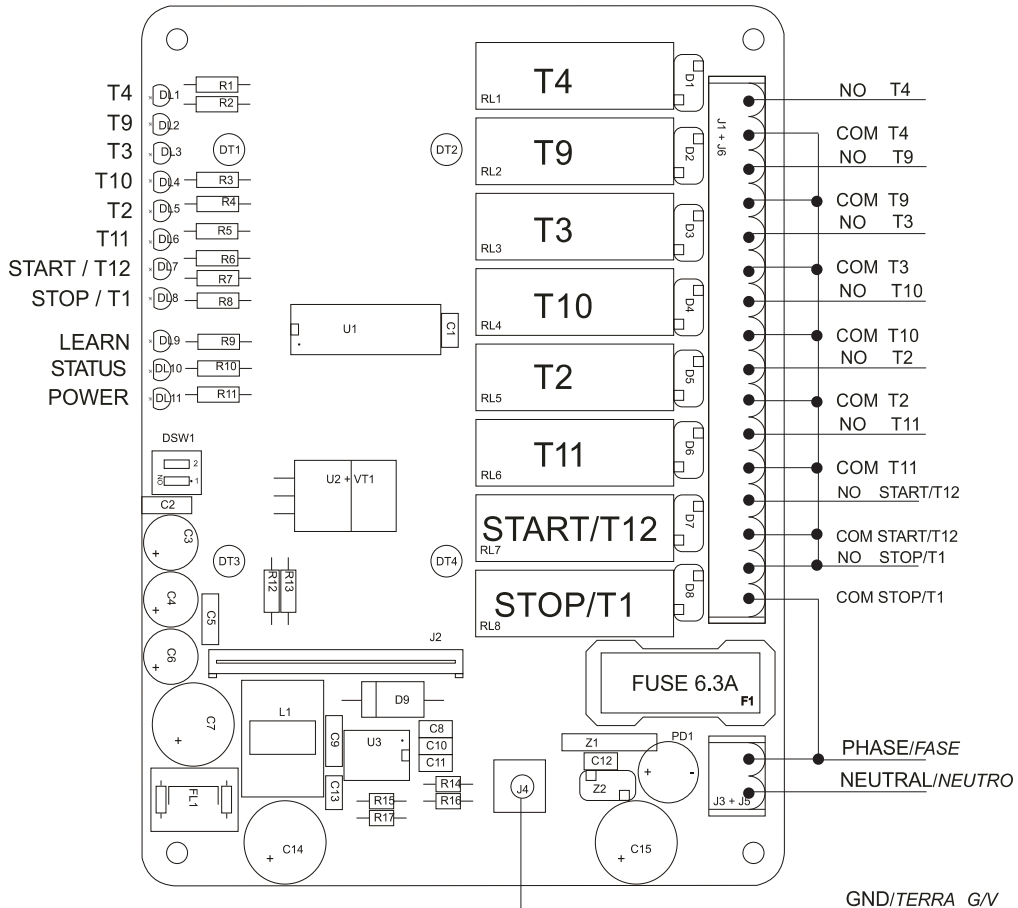 T4
DL1
R1
R2
T9
DL2
T3
DL3
DT1
T10
DL4
R3
T2
DL5
R4
T11
DL6
R5
START / T12
DL7
R6
R7
STOP / T1
DL8
R8
LEARN
DL9
R9
STATUS
DL10
R10
POWER
DL11
R11
DSW1
2
1
ON
C2
C3
+
C4
+
C5
C6
+
C7
+
FL1
DT2
U1
C1
U2 + VT1
DT3
DT4
R12
R13
J2
L1
D9
C9
U3
C8
C10
C11
C13
R14
R16
R15
R17
C14
+
J4
RL1
T4
D1
RL2
T9
D2
RL3
T3
D3
RL4
T10
D4
RL5
T2
D5
RL6
T11
D6
RL7
START/T12
D7
RL8
STOP/T1
D8
J1 + J6
FUSE 6.3A
F1
Z1
C12
Z2
PD1
+ -
C15
+
J3 + J5
NO T4
COM T4
NO T9
COM T9
NO T3
COM T3
NO T10
COM T10
NO T2
COM T2
NO T11
COM T11
NO START/T12
COM START/T12
NO STOP/T1
COM STOP/T1
PHASE/FASE
NEUTRAL/NEUTRO
GND/TERRA G/V